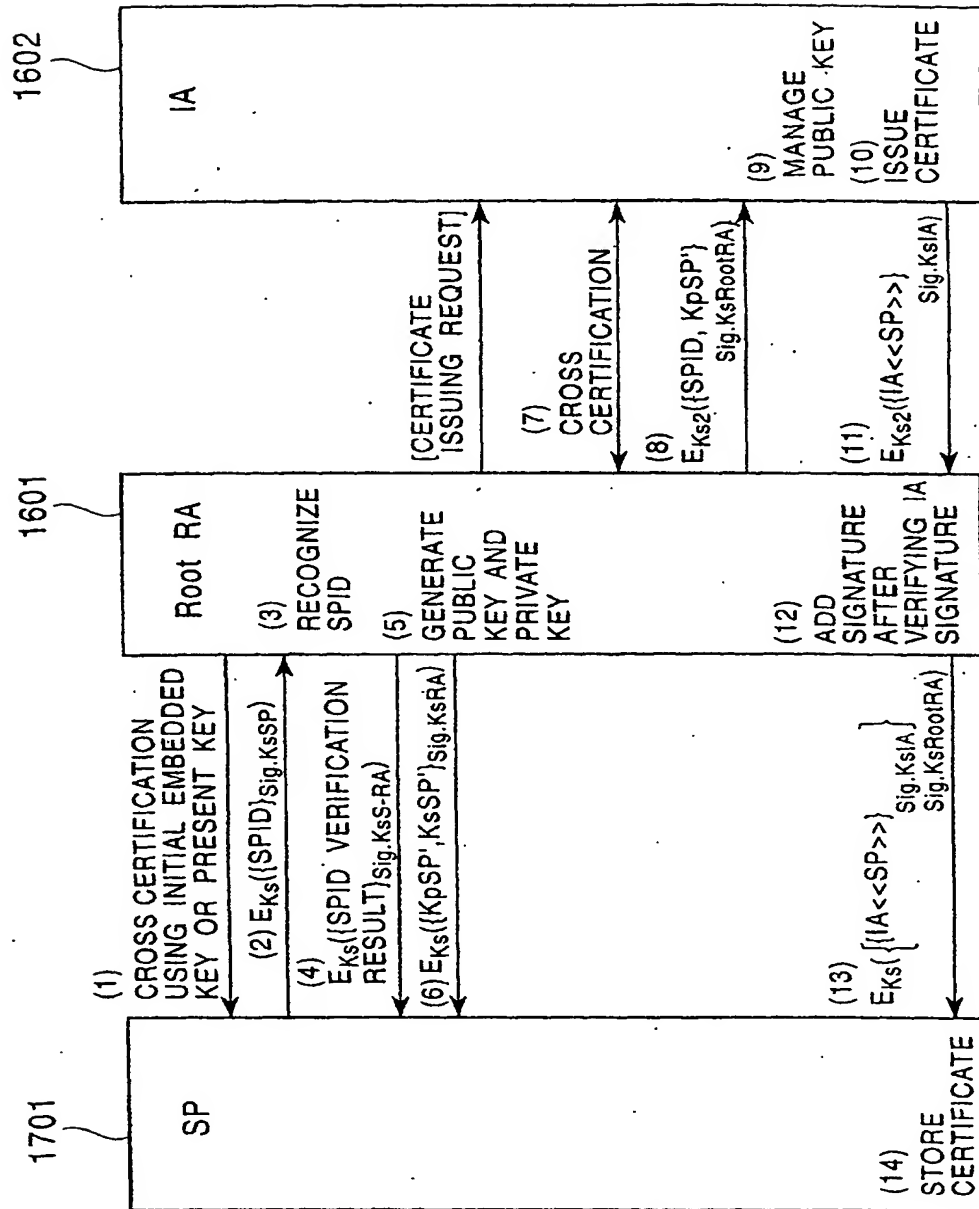 1701
SP
(14)
STORE
CERTIFICATE
(1)
CROSS CERTIFICATION
USING INITIAL EMBEDDED
KEY OR PRESENT KEY
(2) EKs({SPID}Sig.KsSP)
(4)
EKs({SPID VERIFICATION
RESULT}Sig.KsS-RA)
(6) EKs({KpSP',KsSP'}Sig.KsRA)
(13)
EKs[{{IA<<SP>>}
Sig.KsIA}
Sig.KsRootRA)
1601
Root RA
(3)
RECOGNIZE
SPID
(5)
GENERATE
PUBLIC
KEY AND
PRIVATE
KEY
(12)
ADD
SIGNATURE
AFTER
VERIFYING IA
SIGNATURE
[CERTIFICATE
ISSUING REQUEST]
(7)
CROSS
CERTIFICATION
(8)
EKs2({SPID, KpSP'}
Sig.KsRootRA)
(11)
EKs2({IA<<SP>>}
Sig.KsIA)
1602
IA
(9)
MANAGE
PUBLIC KEY
(10)
ISSUE
CERTIFICATE